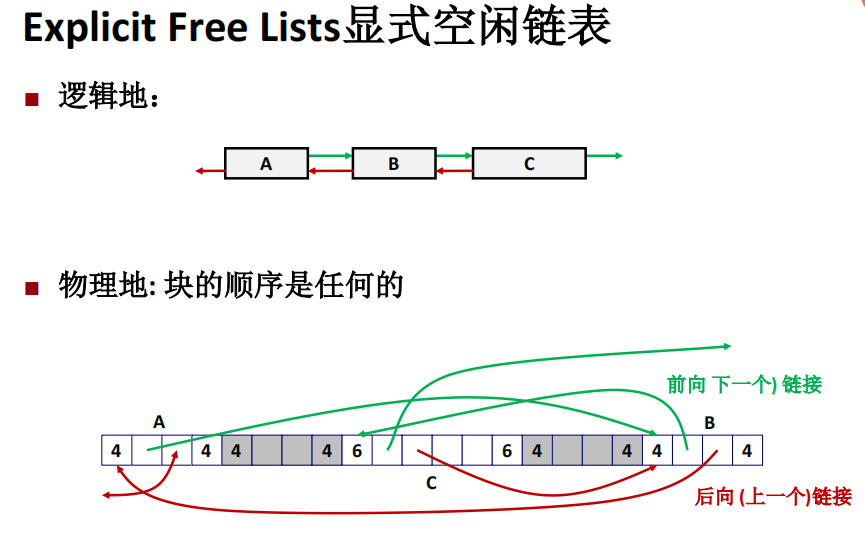 Explicit Free Lists显式空闲链表
逻辑地：
A B C
物理地: 块的顺序是任何的
前向 下一个) 链接
A B
4 4 4 4 6 6 4 4 4 4
C
后向 (上一个)链接